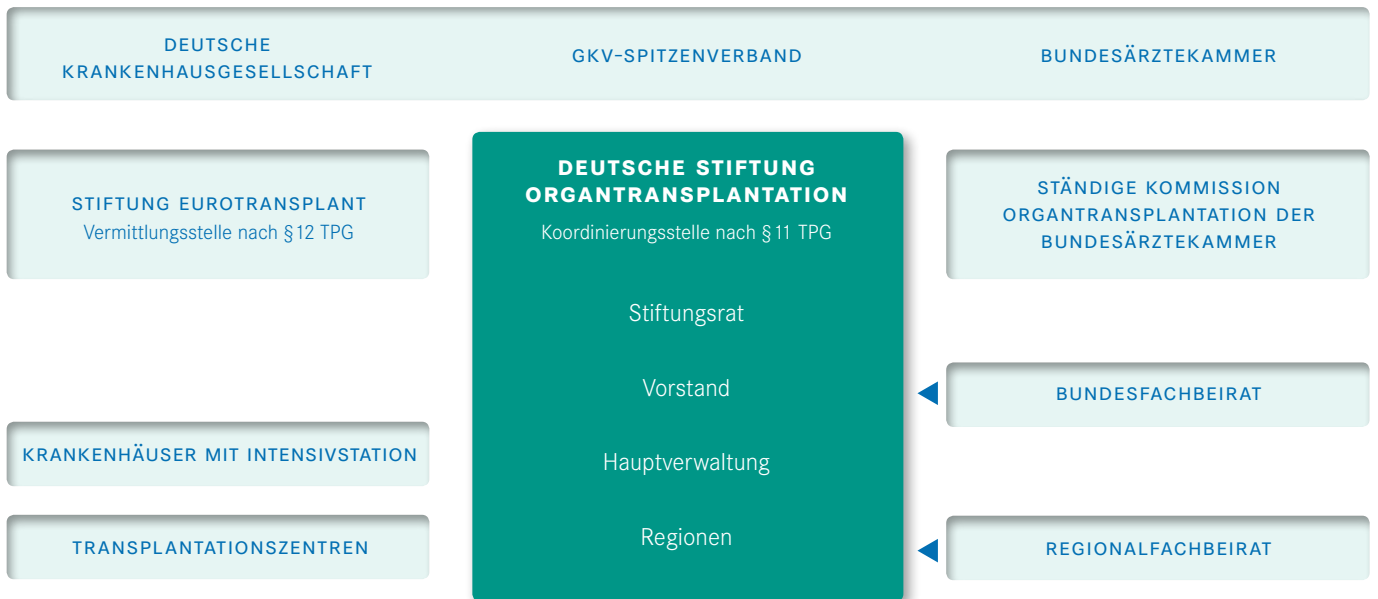 DEUTSCHE
KRANKENHAUSGESELLSCHAFT
GKV-SPITZENVERBAND
BUNDESÄRZTEKAMMER
STIFTUNG EUROTRANSPLANT
Vermittlungsstelle nach §12 TPG
DEUTSCHE STIFTUNG
ORGANTRANSPLANTATION
Koordinierungsstelle nach §11 TPG
Stiftungsrat
Vorstand
Hauptverwaltung
Regionen
STÄNDIGE KOMMISSION
ORGANTRANSPLANTATION DER
BUNDESÄRZTEKAMMER
BUNDESFACHBEIRAT
KRANKENHÄUSER MIT INTENSIVSTATION
TRANSPLANTATIONSZENTREN
REGIONALFACHBEIRAT